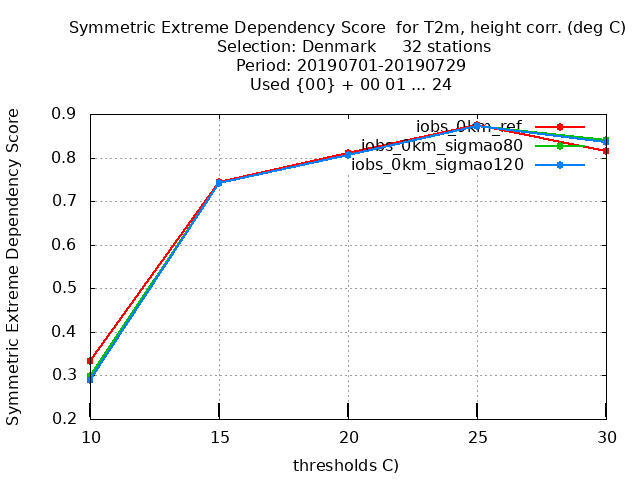 Symmetric Extreme Dependency Score  for T2m, height corr. (deg C)
Selection: Denmark     32 stations
Period: 20190701-20190729
Used {00} + 00 01 ... 24
Symmetric Extreme Dependency Score
0.9
0.8
0.7
0.6
0.5
0.4
0.3
0.2
iobs_0km_ref
iobs_0km_sigmao80
iobs_0km_sigmao120
10 15 20 25 30
thresholds C)